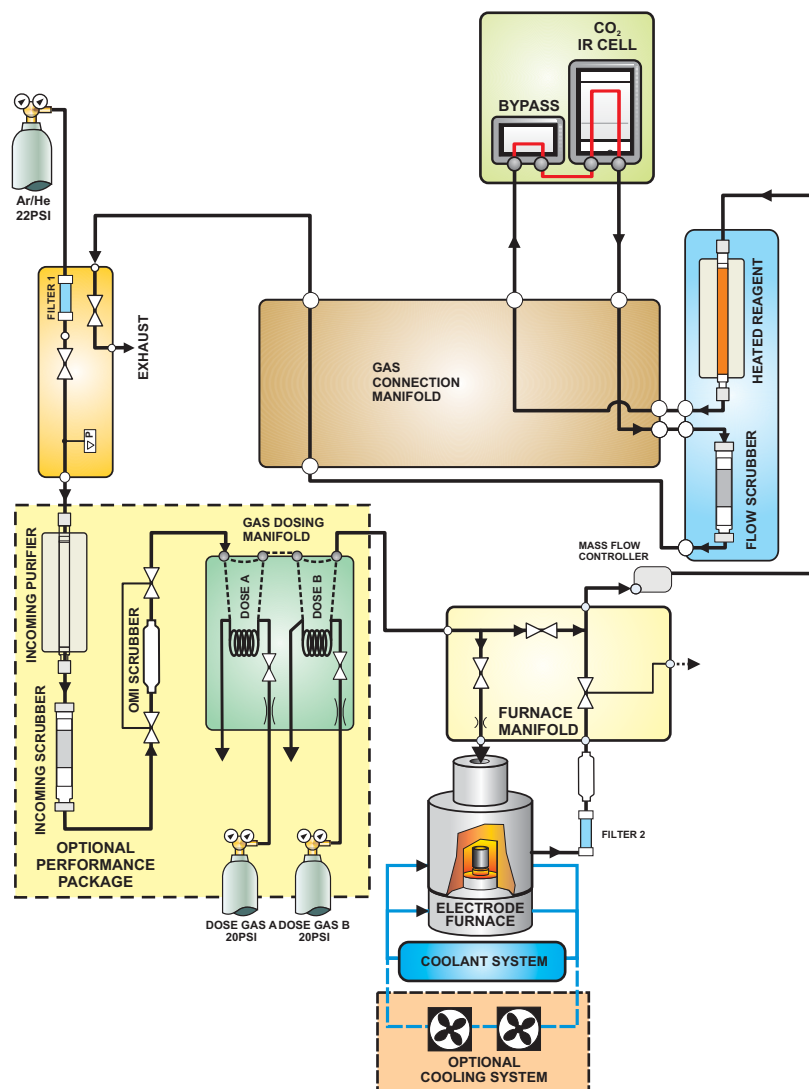 CO₂
IR CELL
BYPASS
Ar/He
22PSI
FILTER 1
EXHAUST
P
GAS
CONNECTION
MANIFOLD
HEATED REAGENT
FLOW SCRUBBER
MASS FLOW
CONTROLLER
INCOMING PURIFIER
INCOMING SCRUBBER
OMI SCRUBBER
GAS DOSING
MANIFOLD
DOSE A
DOSE B
OPTIONAL
PERFORMANCE
PACKAGE
FURNACE
MANIFOLD
FILTER 2
ELECTRODE
FURNACE
DOSE GAS A
20PSI
DOSE GAS B
20PSI
COOLANT SYSTEM
OPTIONAL
COOLING SYSTEM